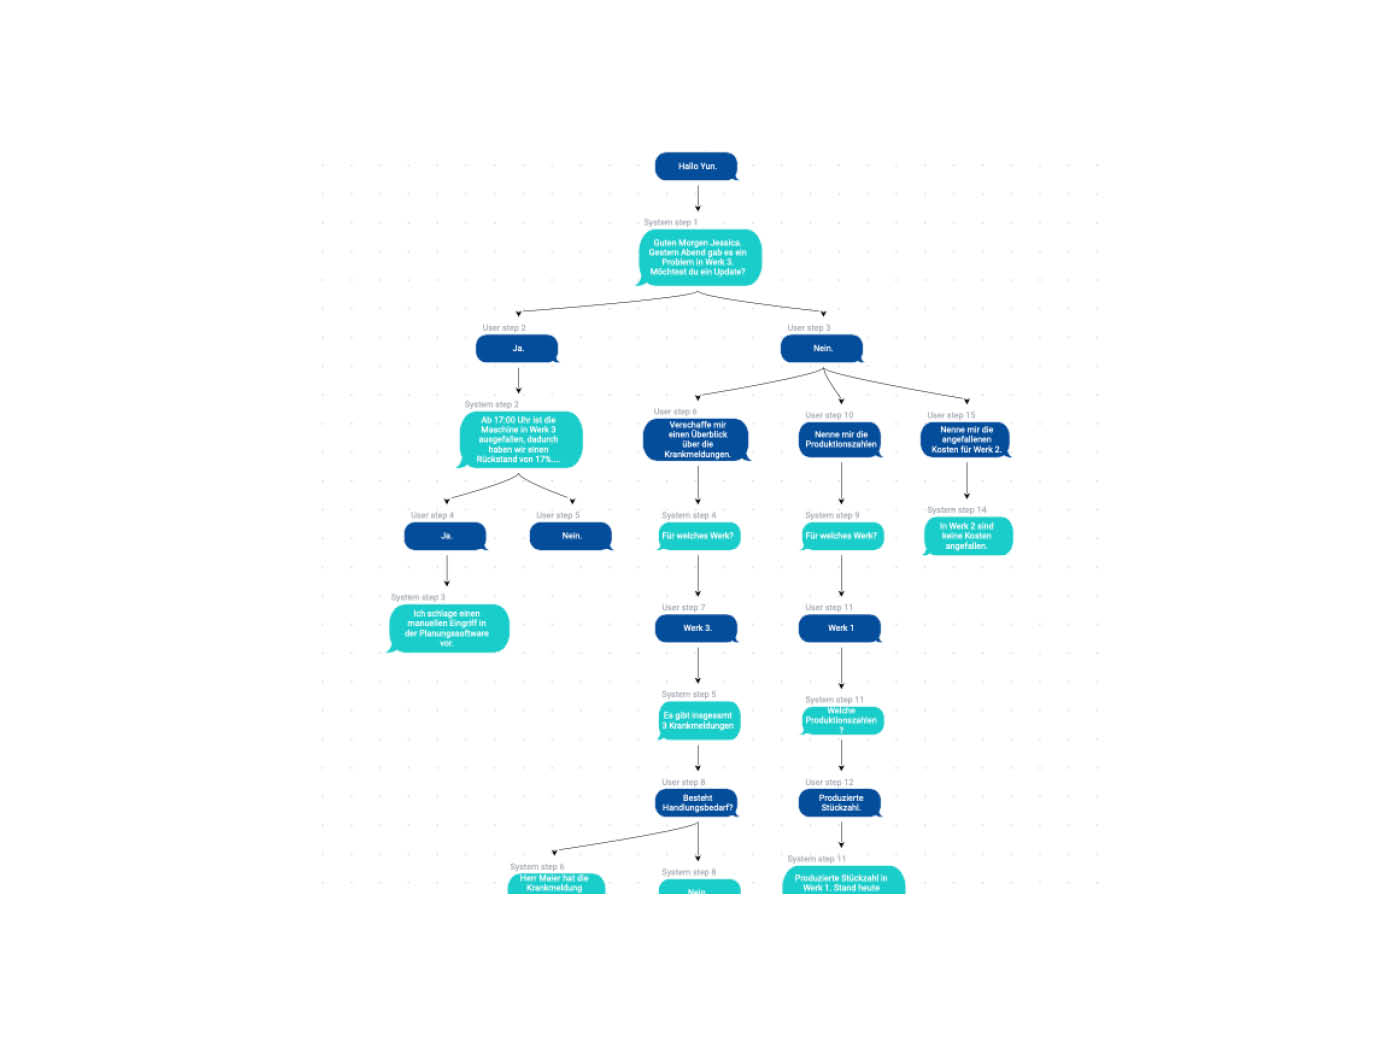 Hallo Yun.
System step 1
Guten Morgen Jessica.
Gestern Abend gab es ein
Problem in Werk 3.
Möchtest du ein Update?
User step 2
Ja.
User step 3
Nein.
System step 2
Ab 17:00 Uhr ist die
Maschine in Werk 3
ausgefallen, dadurch
haben wir einen
Rückstand von 17%....
User step 6
Verschaffe mir
einen Überblick
über die
Krankmeldungen.
User step 10
Nenne mir die
Produktionszahlen
User step 15
Nenne mir die
angefallenen
Kosten für Werk 2.
User step 4
Ja.
User step 5
Nein.
System step 4
Für welches Werk?
System step 9
Für welches Werk?
System step 14
In Werk 2 sind
keine Kosten
angefallen.
System step 3
Ich schlage einen
manuellen Eingriff in
der Planungssoftware
vor.
User step 7
Werk 3.
User step 11
Werk 1
System step 5
Es gibt insgesamt
3 Krankmeldungen
System step 11
Welche
Produktionszahlen
?
User step 8
Besteht
Handlungsbedarf?
User step 12
Produzierte
Stückzahl.
System step 6
Herr Maier hat die
Krankmeldung
System step 8
Nein
System step 11
Produzierte Stückzahl in
Werk 1. Stand heute